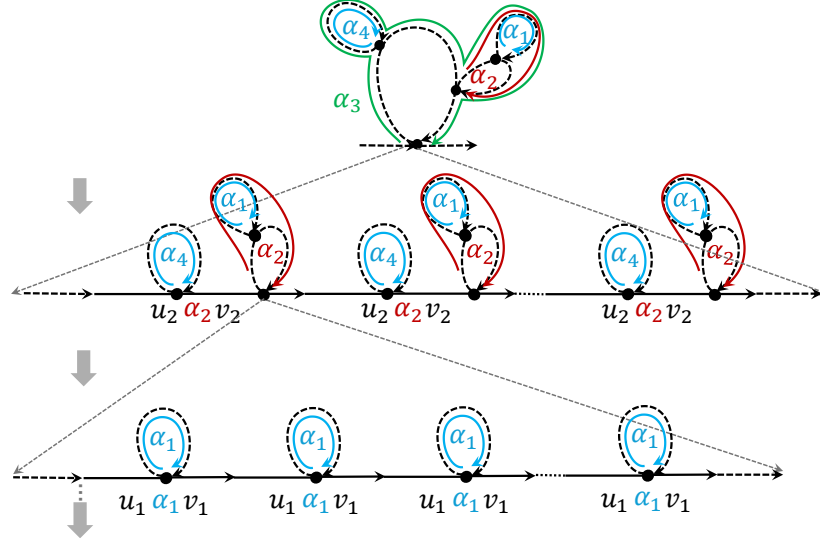 α₄ α₁
α₂
α₃
α₁ α₁ α₁
α₄ α₂ α₄ α₂ α₄ α₂
u₂ α₂ v₂ u₂ α₂ v₂ u₂ α₂ v₂
α₁ α₁ α₁ α₁
u₁ α₁ v₁ u₁ α₁ v₁ u₁ α₁ v₁ u₁ α₁ v₁